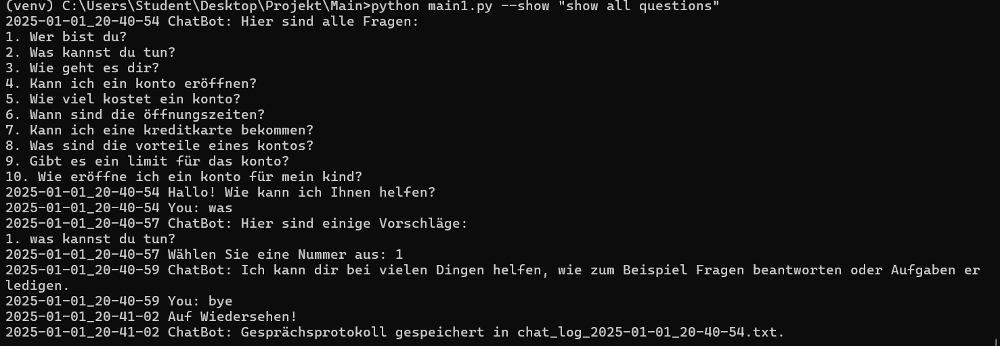 (venv) C:\Users\Student\Desktop\Projekt\Main>python main1.py --show "show all questions"
2025-01-01_20-40-54 ChatBot: Hier sind alle Fragen:
1. Wer bist du?
2. Was kannst du tun?
3. Wie geht es dir?
4. Kann ich ein konto eröffnen?
5. Wie viel kostet ein konto?
6. Wann sind die öffnungszeiten?
7. Kann ich eine kreditkarte bekommen?
8. Was sind die vorteile eines kontos?
9. Gibt es ein limit für das konto?
10. Wie eröffne ich ein konto für mein kind?
2025-01-01_20-40-54 Hallo! Wie kann ich Ihnen helfen?
2025-01-01_20-40-54 You: was
2025-01-01_20-40-57 ChatBot: Hier sind einige Vorschläge:
1. was kannst du tun?
2025-01-01_20-40-57 Wählen Sie eine Nummer aus: 1
2025-01-01_20-40-59 ChatBot: Ich kann dir bei vielen Dingen helfen, wie zum Beispiel Fragen beantworten oder Aufgaben er
ledigen.
2025-01-01_20-40-59 You: bye
2025-01-01_20-41-02 Auf Wiedersehen!
2025-01-01_20-41-02 ChatBot: Gesprächsprotokoll gespeichert in chat_log_2025-01-01_20-40-54.txt.